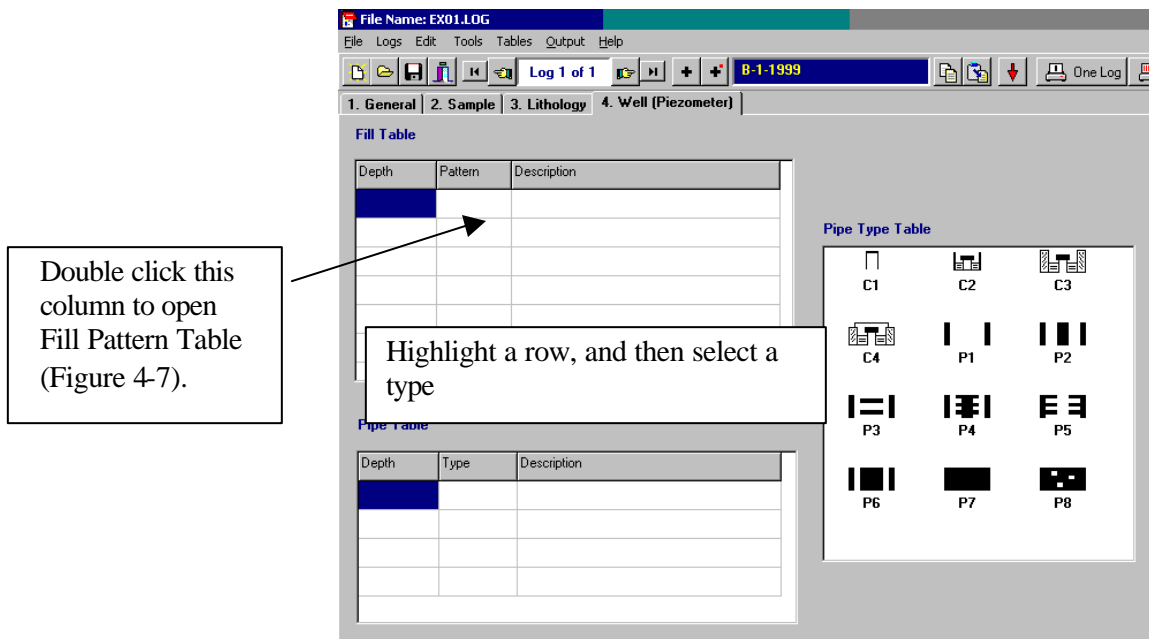 File Name: EX01.LOG
File Logs Edit Tools Tables Output Help
Log 1 of 1 B-1-1999 One Log
1. General 2. Sample 3. Lithology 4. Well (Piezometer)
Fill Table
Depth Pattern Description
Double click this
column to open
Fill Pattern Table
(Figure 4-7).
Highlight a row, and then select a
type
Pipe Type Table
C1 C2 C3
C4 P1 P2
P3 P4 P5
P6 P7 P8
Pipe Table
Depth Type Description